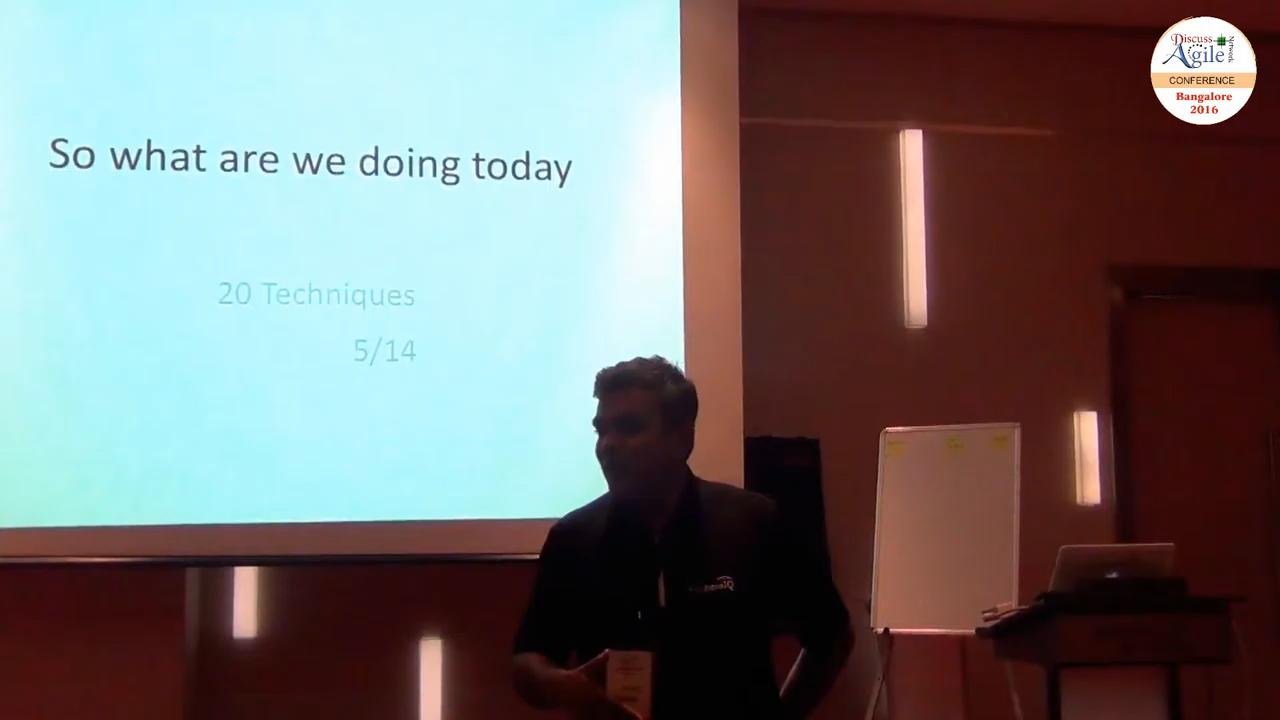 So what are we doing today
20 Techniques
5/14
Discuss
Agile
Network
CONFERENCE
Bangalore
2016